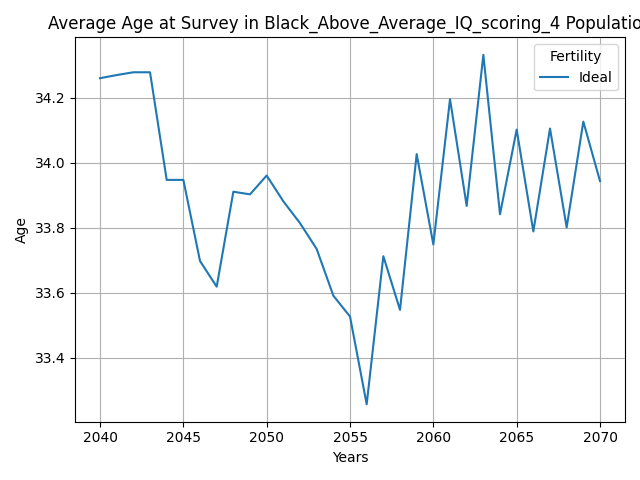 Average Age at Survey in Black_Above_Average_IQ_scoring_4 Populatio
Fertility
Ideal
34.2
34.0
33.8
33.6
33.4
Age
2040 2045 2050 2055 2060 2065 2070
Years